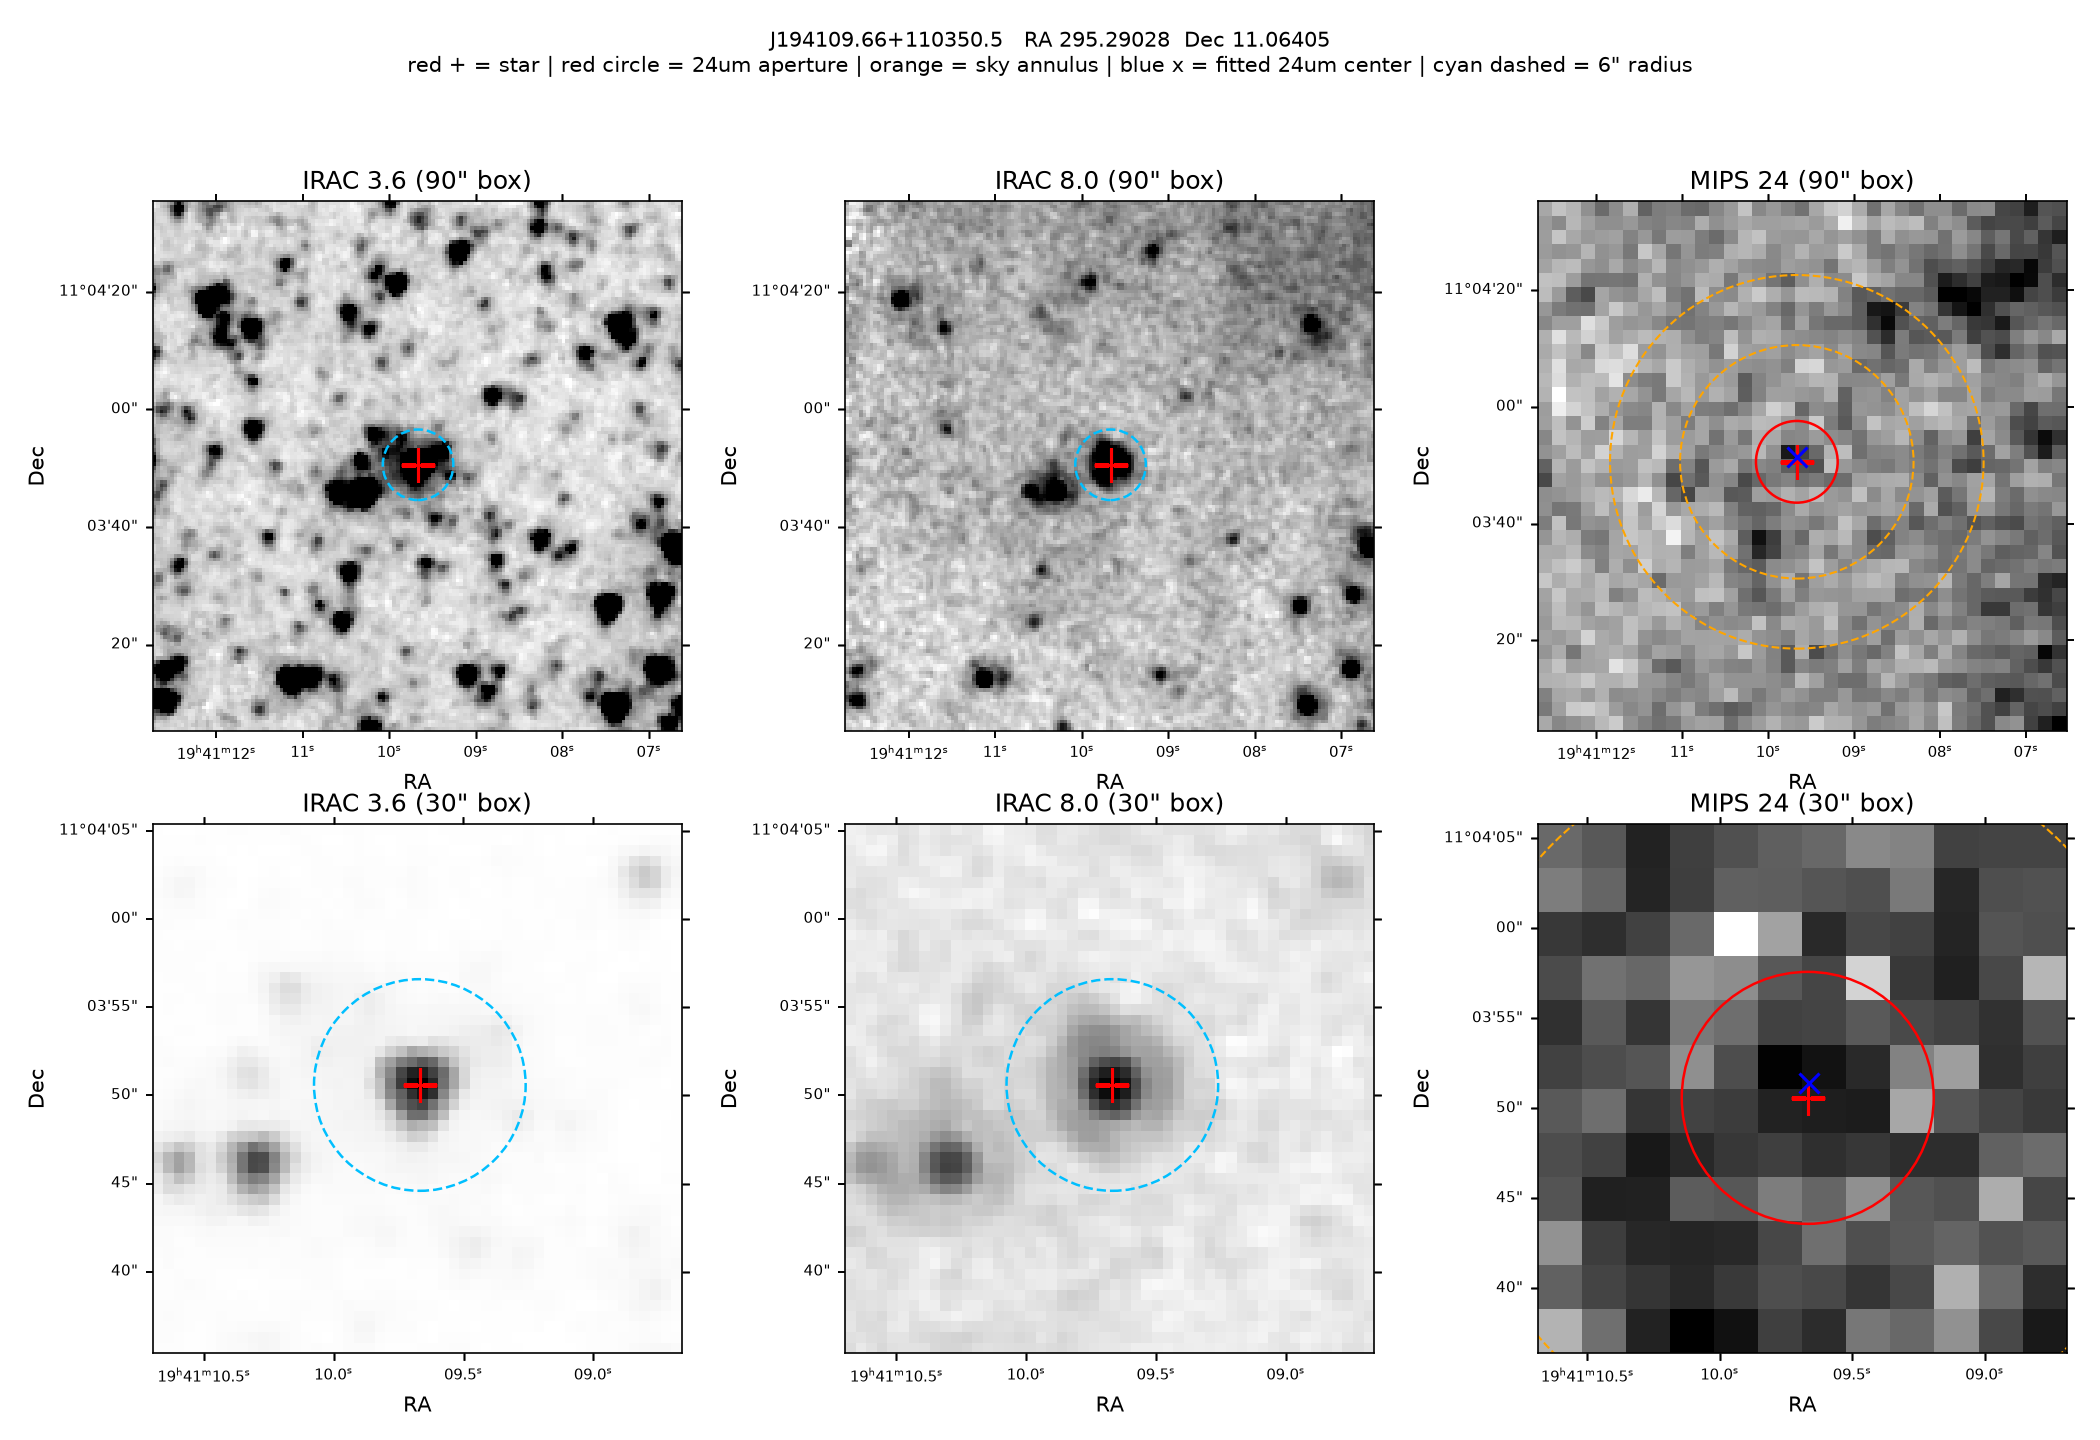 J194109.66+110350.5   RA 295.29028  Dec 11.06405
red + = star | red circle = 24um aperture | orange = sky annulus | blue x = fitted 24um center | cyan dashed = 6" radius
IRAC 3.6 (90" box)
11°04'20"
00"
03'40"
20"
Dec
19ʰ41ᵐ12ˢ 11ˢ 10ˢ 09ˢ 08ˢ 07ˢ
RA
IRAC 8.0 (90" box)
11°04'20"
00"
03'40"
20"
Dec
19ʰ41ᵐ12ˢ 11ˢ 10ˢ 09ˢ 08ˢ 07ˢ
RA
MIPS 24 (90" box)
11°04'20"
00"
03'40"
20"
Dec
19ʰ41ᵐ12ˢ 11ˢ 10ˢ 09ˢ 08ˢ 07ˢ
RA
IRAC 3.6 (30" box)
11°04'05"
00"
03'55"
50"
45"
40"
Dec
19ʰ41ᵐ10.5ˢ 10.0ˢ 09.5ˢ 09.0ˢ
RA
IRAC 8.0 (30" box)
11°04'05"
00"
03'55"
50"
45"
40"
Dec
19ʰ41ᵐ10.5ˢ 10.0ˢ 09.5ˢ 09.0ˢ
RA
MIPS 24 (30" box)
11°04'05"
00"
03'55"
50"
45"
40"
Dec
19ʰ41ᵐ10.5ˢ 10.0ˢ 09.5ˢ 09.0ˢ
RA